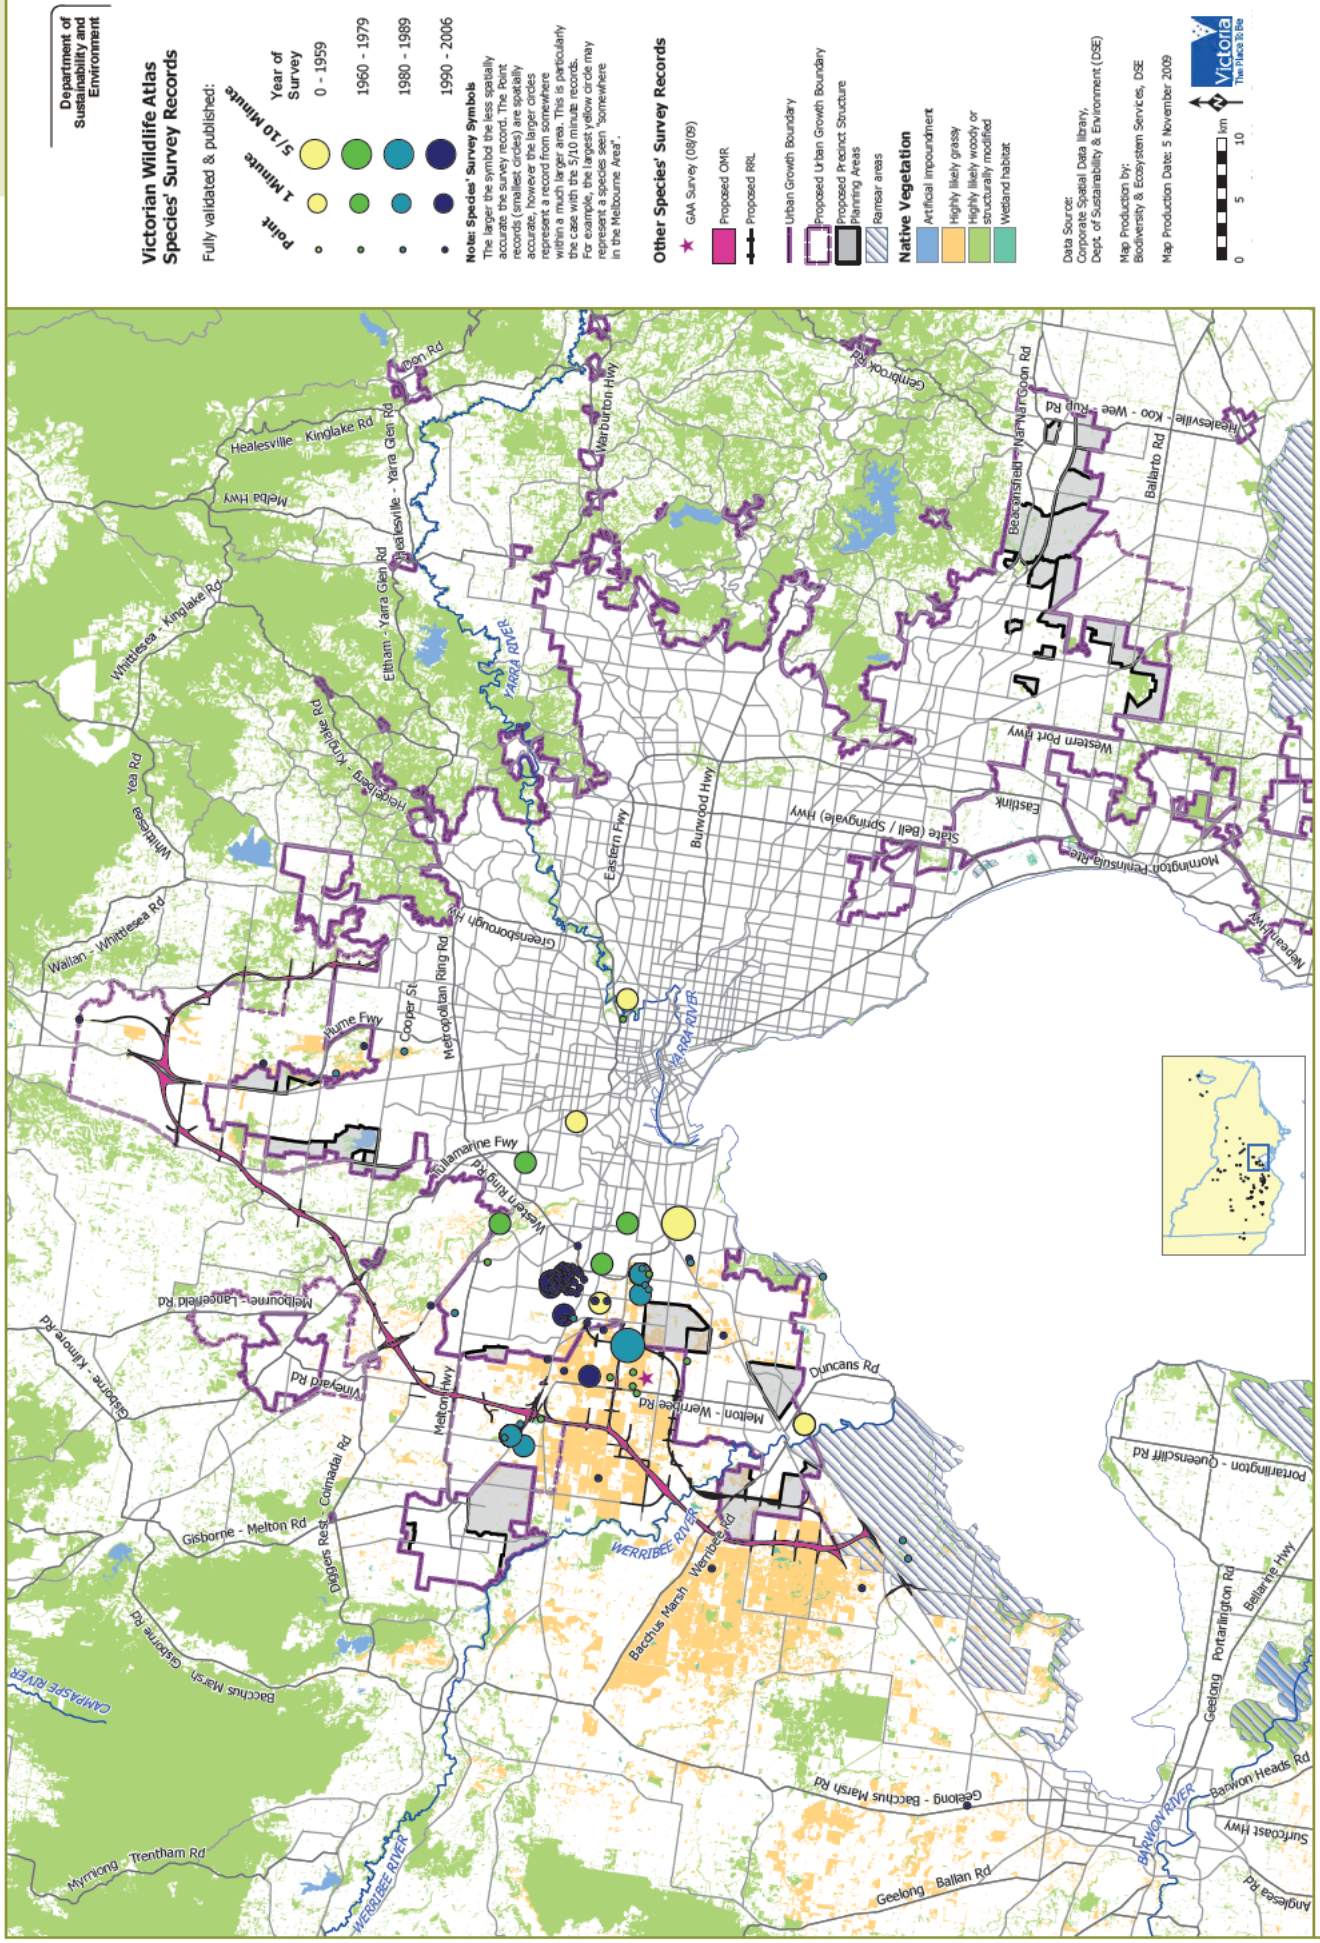 Department of
Sustainability and
Environment
Victorian Wildlife Atlas
Species' Survey Records
Fully validated & published:
Point
1 Minute
5/10 Minute
Year of
Survey
0 - 1959
1960 - 1979
1980 - 1989
1990 - 2006
Note: Species' Survey Symbols
The larger the symbol the less spatially
accurate the survey record. The Point
records (smallest circles) are spatially
accurate, however the larger circles
represent a record from somewhere
within a much larger area. This is particularly
the case with the 5/10 minute records.
For example, the largest yellow circle may
represent a species seen "somewhere
in the Melbourne Area".
Other Species' Survey Records
GAA Survey (08/09)
Proposed OMR
Proposed RRL
Urban Growth Boundary
Proposed Urban Growth Boundary
Proposed Precinct Structure
Planning Areas
Ramsar areas
Native Vegetation
Artificial impoundment
Highly likely grassy
Highly likely woody or
structurally modified
Wetland habitat
Data Source:
Corporate Spatial Data library,
Dept. of Sustainability & Environment (DSE)
Map Production by:
Biodiversity & Ecosystem Services, DSE
Map Production Date: 5 November 2009
0 5 10
km
N
Victoria
The Place To Be
Don Rd
Healesville Kinglake Rd
Melba Hwy
Healesville - Yarra Glen Rd
Warburton Hwy
Gembrook Rd
Beaconsfield - Nar Nar Goon Rd
Healesville - Koo - Wee - Rup Rd
Ballarto Rd
Whittlesea - Kinglake Rd
Eltham - Yarra Glen Rd
YARRA RIVER
Heidelberg - Kinglake Rd
Whittlesea Yea Rd
Western Port Hwy
Eastlink
State (Bell / Springvale) Hwy
Burwood Hwy
Eastern Fwy
Mornington Peninsula Rte
Nepean Hwy
Wallan - Whittlesea Rd
Greensborough Hwy
Metropolitan Ring Rd
Cooper St
Hume Fwy
YARRA RIVER
Tullamarine Fwy
Western Ring Rd
Melbourne - Lancefield Rd
Gisborne - Kilmore Rd
Vineyard Rd
Melton Hwy
Duncans Rd
Melton - Werribee Rd
Diggers Rest - Coimadai Rd
Gisborne - Melton Rd
WERRIBEE RIVER
Bacchus Marsh Werribee Rd
Bacchus Marsh Gisborne Rd
CAMPASPE RIVER
Portarlington - Queenscliff Rd
Geelong Portarlington Rd
Bellarine Hwy
Geelong - Bacchus Marsh Rd
Barwon Heads Rd
BARWON RIVER
Surfcoast Hwy
Myrniong - Trentham Rd
WERRIBEE RIVER
Geelong Ballan Rd
Anglesea Rd